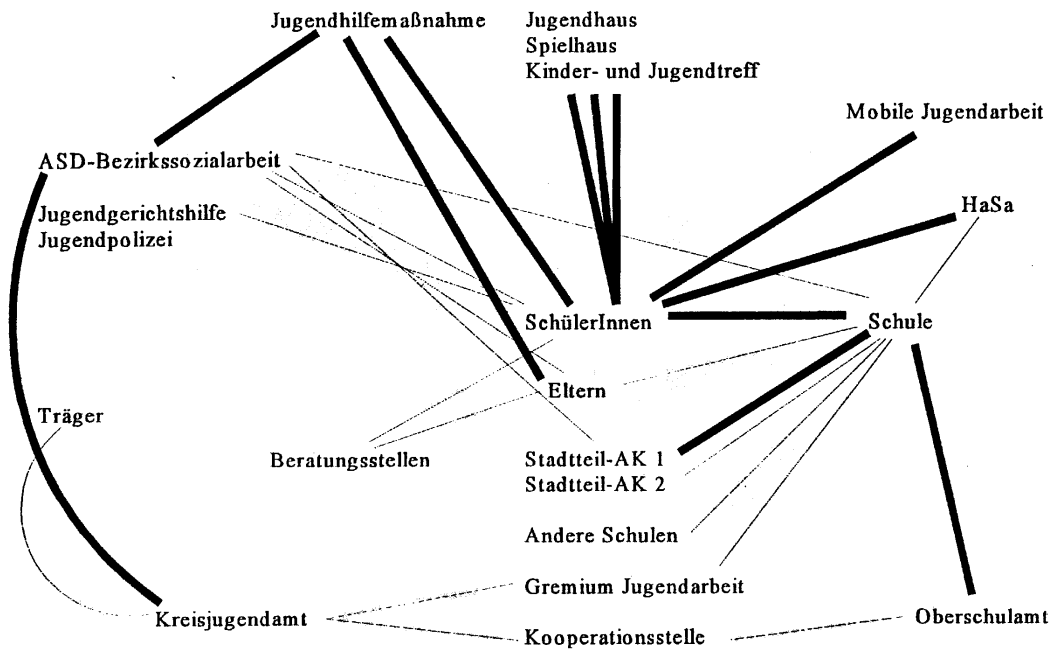 Jugendhilfemaßnahme
Jugendhaus
Spielhaus
Kinder- und Jugendtreff
Mobile Jugendarbeit
ASD-Bezirkssozialarbeit
HaSa
Jugendgerichtshilfe
Jugendpolizei
SchülerInnen
Schule
Eltern
Träger
Beratungsstellen
Stadtteil-AK 1
Stadtteil-AK 2
Andere Schulen
Gremium Jugendarbeit
Kreisjugendamt
Oberschulamt
Kooperationsstelle